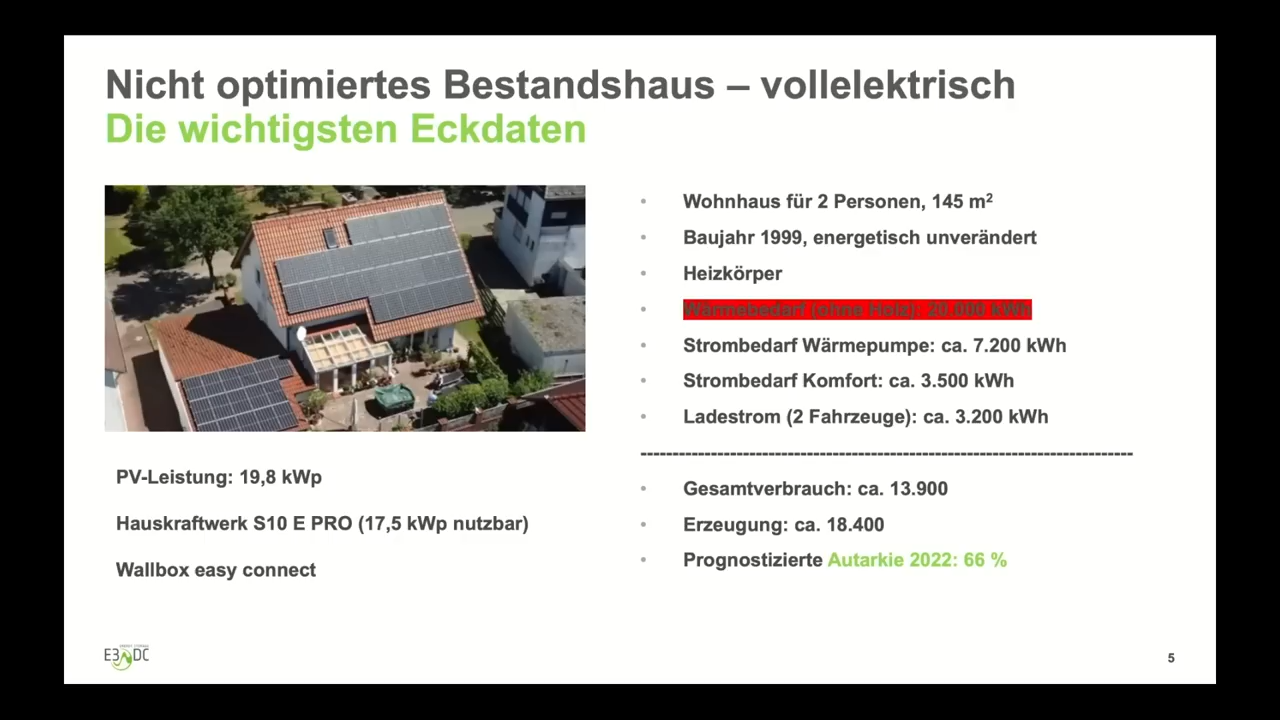 Nicht optimiertes Bestandshaus – vollelektrisch
Die wichtigsten Eckdaten
• Wohnhaus für 2 Personen, 145 m²
• Baujahr 1999, energetisch unverändert
• Heizkörper
• Wärmebedarf (ohne Holz): 20.000 kWh
• Strombedarf Wärmepumpe: ca. 7.200 kWh
• Strombedarf Komfort: ca. 3.500 kWh
• Ladestrom (2 Fahrzeuge): ca. 3.200 kWh
-----------------------------------------------------------------------------
• Gesamtverbrauch: ca. 13.900
• Erzeugung: ca. 18.400
• Prognostizierte Autarkie 2022: 66 %
PV-Leistung: 19,8 kWp
Hauskraftwerk S10 E PRO (17,5 kWp nutzbar)
Wallbox easy connect
E3/DC
5